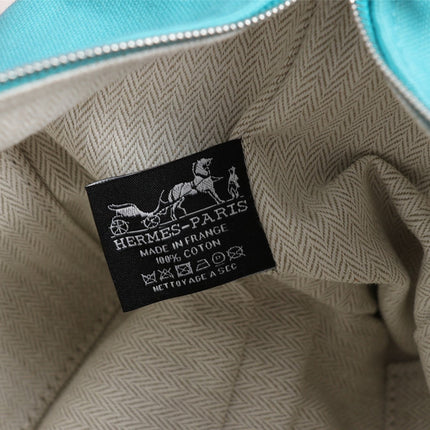 HERMES-PARIS
MADE IN FRANCE
100% COTON
NETTOYAGE A SEC